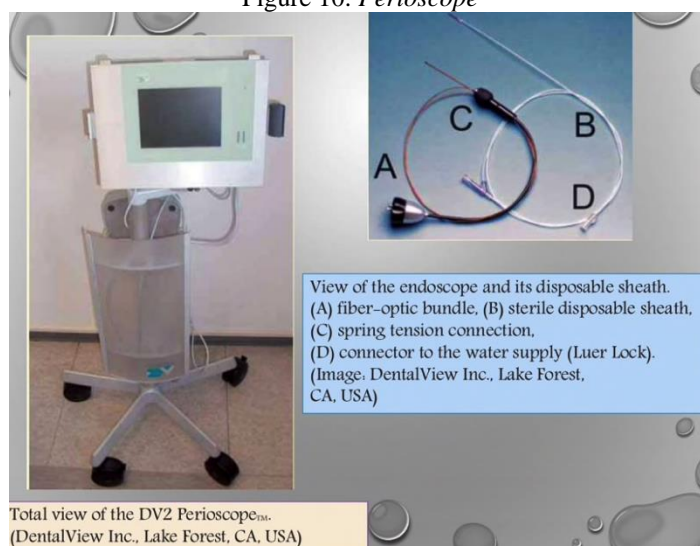 Figure 10. Perioscope
C
B
A
D
View of the endoscope and its disposable sheath.
(A) fiber-optic bundle, (B) sterile disposable sheath,
(C) spring tension connection,
(D) connector to the water supply (Luer Lock).
(Image: DentalView Inc., Lake Forest,
CA, USA)
Total view of the DV2 Perioscope™.
(DentalView Inc., Lake Forest, CA, USA)